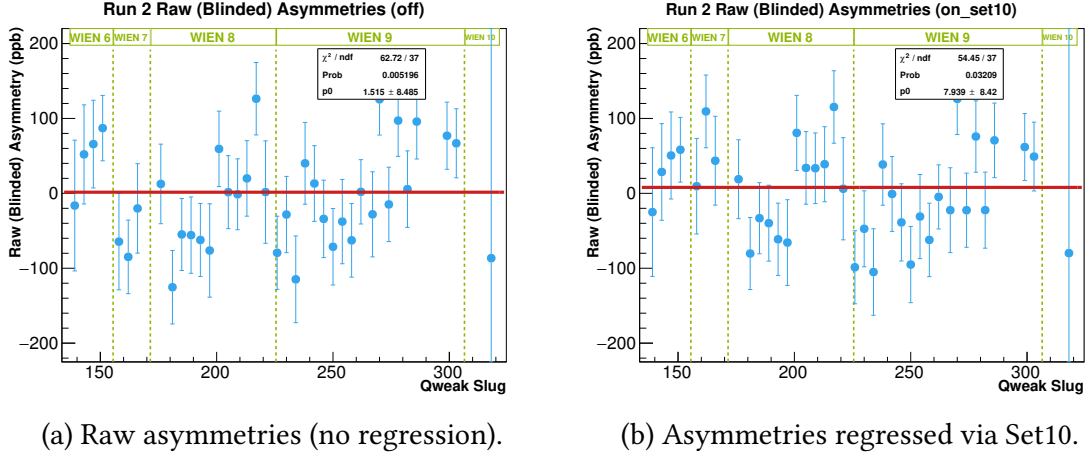 Run 2 Raw (Blinded) Asymmetries (off)
WIEN 6 WIEN 7 WIEN 8 WIEN 9 WIEN 10
χ² / ndf 62.72 / 37
Prob 0.005196
p0 1.515 ± 8.485
Raw (Blinded) Asymmetry (ppb)
200
100
0
−100
−200
150 200 250 300
Qweak Slug
(a) Raw asymmetries (no regression).
Run 2 Raw (Blinded) Asymmetries (on_set10)
WIEN 6 WIEN 7 WIEN 8 WIEN 9 WIEN 10
χ² / ndf 54.45 / 37
Prob 0.03209
p0 7.939 ± 8.42
Raw (Blinded) Asymmetry (ppb)
200
100
0
−100
−200
150 200 250 300
Qweak Slug
(b) Asymmetries regressed via Set10.